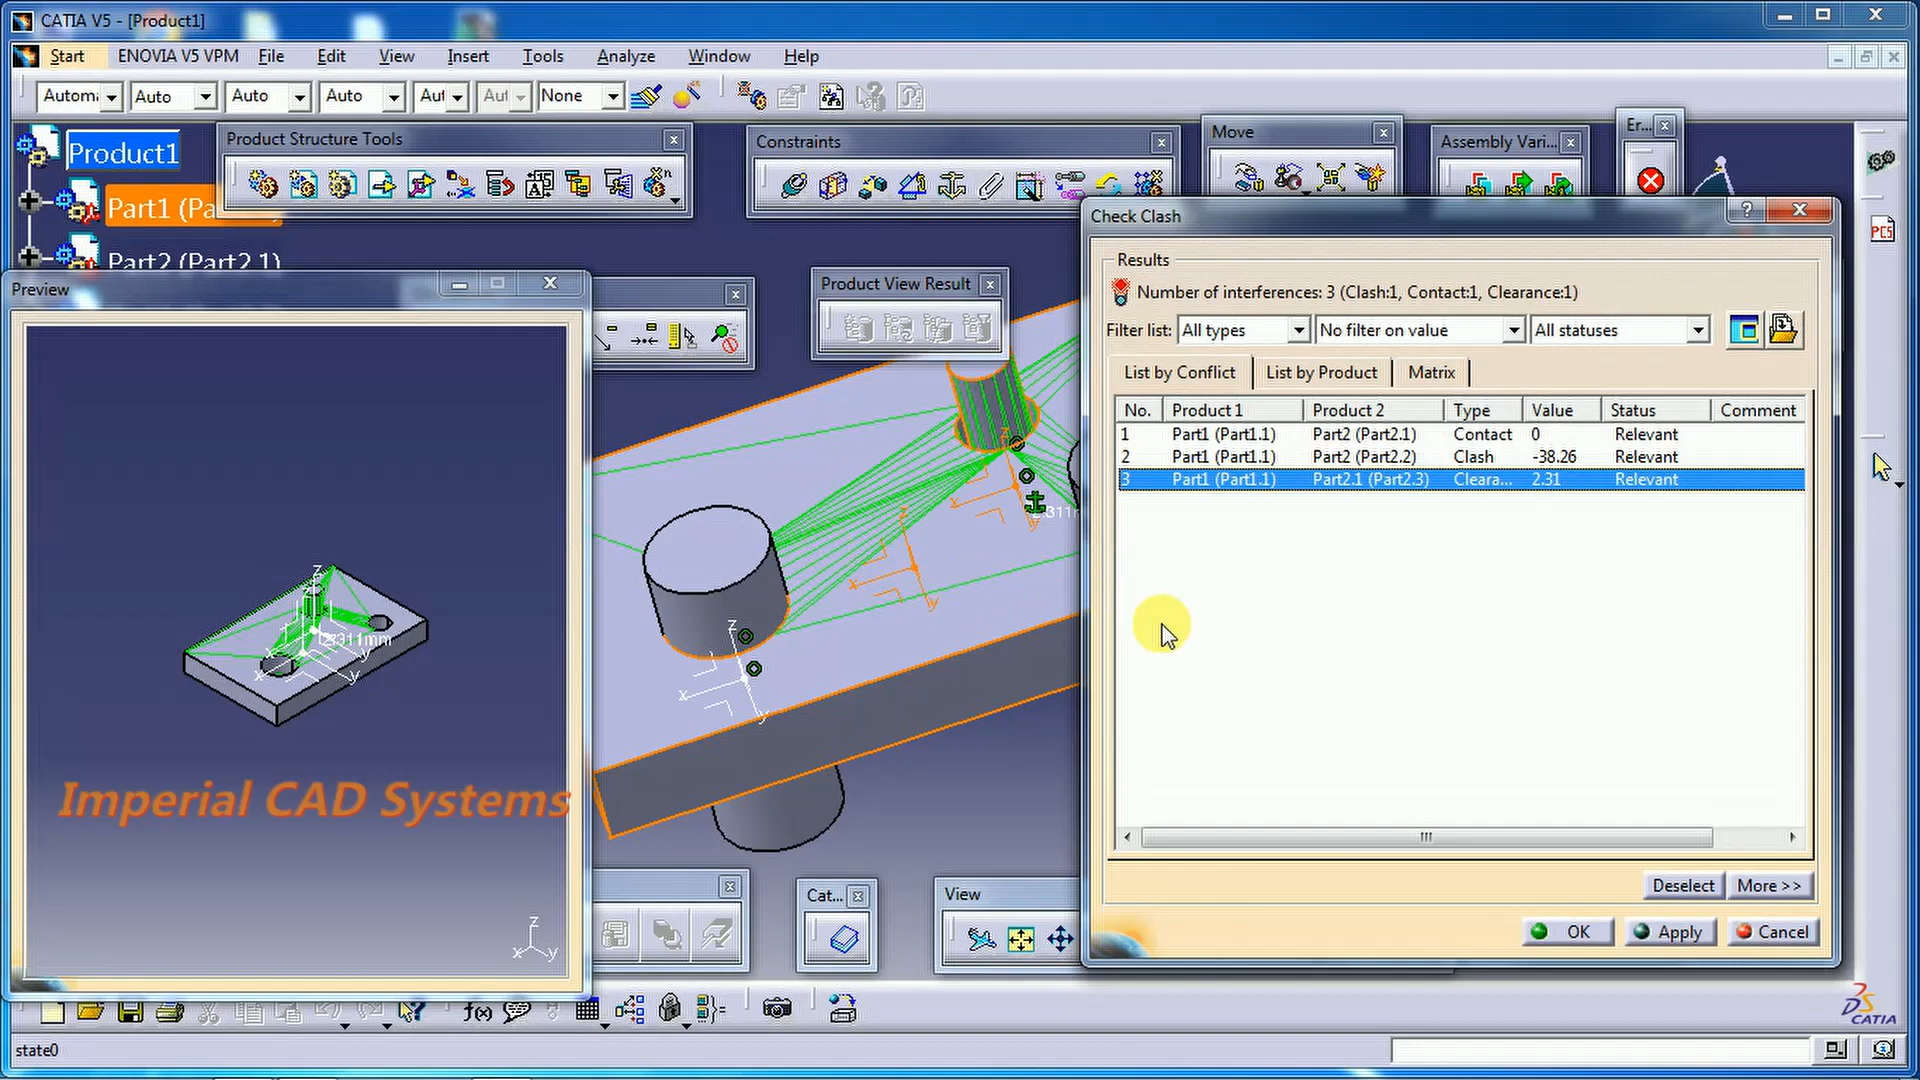 CATIA V5 - [Product1]
Start ENOVIA V5 VPM File Edit View Insert Tools Analyze Window Help
Auto Auto Auto None
Product1
Part1 (Pa
Part2 (Part2.1)
Product Structure Tools
Constraints
Move
Assembly Vari...
Er...
PCS
Preview
Product View Result
2.311mm
z
x
y
Imperial CAD Systems
Check Clash
Results
Number of interferences: 3 (Clash:1, Contact:1, Clearance:1)
Filter list: All types No filter on value All statuses
List by Conflict List by Product Matrix
No. Product 1 Product 2 Type Value Status Comment
1 Part1 (Part1.1) Part2 (Part2.1) Contact 0 Relevant
2 Part1 (Part1.1) Part2 (Part2.2) Clash -38.26 Relevant
3 Part1 (Part1.1) Part2.1 (Part2.3) Cleara... 2.31 Relevant
Deselect More >>
OK Apply Cancel
Cat...
View
f(x)
DS CATIA
state0